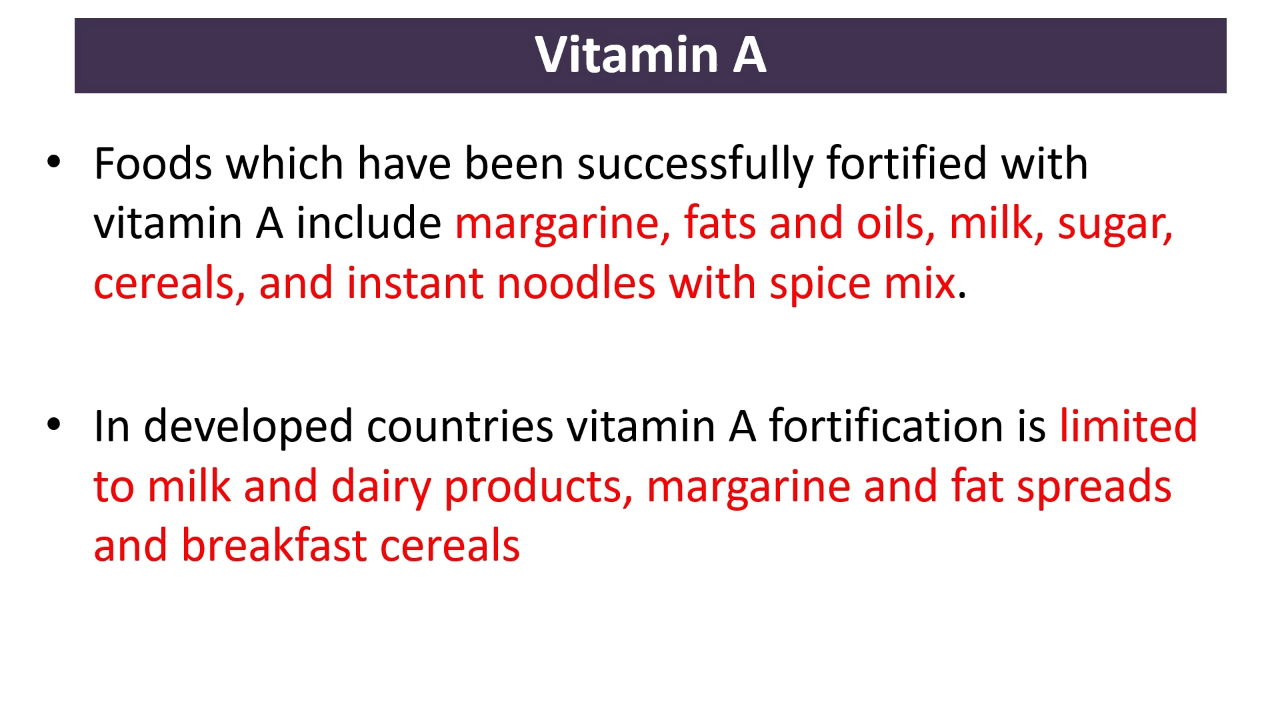 Vitamin A
• Foods which have been successfully fortified with
vitamin A include margarine, fats and oils, milk, sugar,
cereals, and instant noodles with spice mix.
• In developed countries vitamin A fortification is limited
to milk and dairy products, margarine and fat spreads
and breakfast cereals